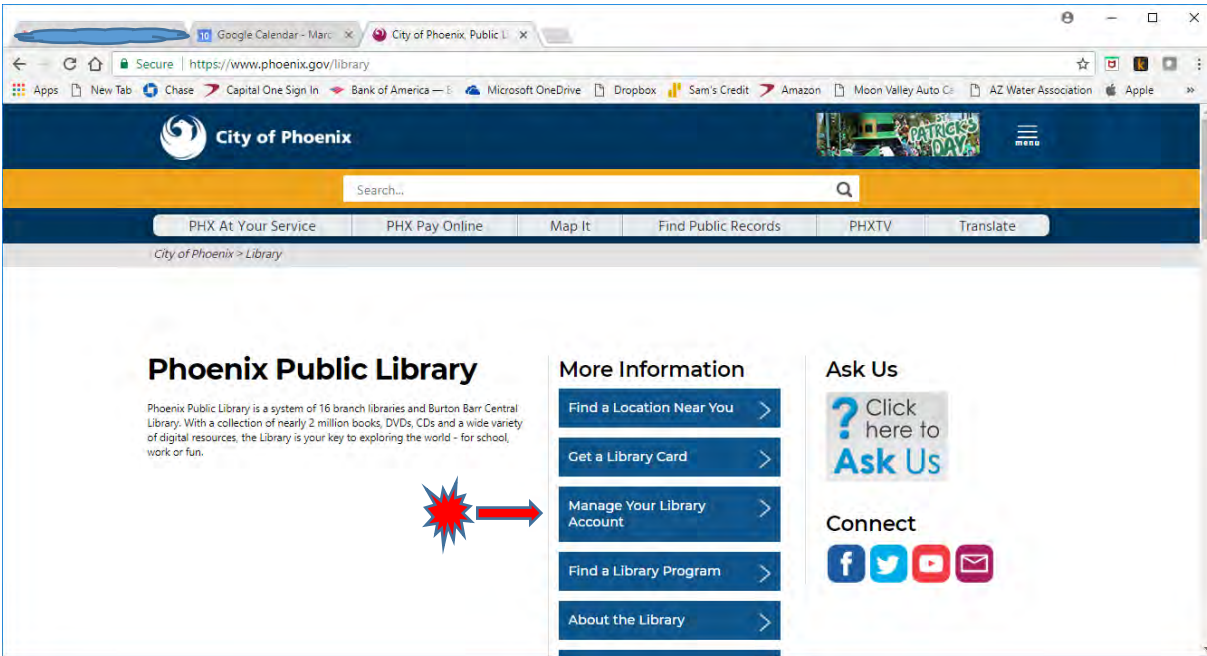 10 Google Calendar - Marc
City of Phoenix, Public L
Secure | https://www.phoenix.gov/library
Apps New Tab Chase Capital One Sign In Bank of America — Microsoft OneDrive Dropbox Sam's Credit Amazon Moon Valley Auto AZ Water Association Apple »
City of Phoenix
ST. PATRICK'S DAY
menu
Search...
PHX At Your Service PHX Pay Online Map It Find Public Records PHXTV Translate
City of Phoenix > Library
Phoenix Public Library
Phoenix Public Library is a system of 16 branch libraries and Burton Barr Central
Library. With a collection of nearly 2 million books, DVDs, CDs and a wide variety
of digital resources, the Library is your key to exploring the world - for school,
work or fun.
More Information
Find a Location Near You
Get a Library Card
Manage Your Library
Account
Find a Library Program
About the Library
Ask Us
? Click
here to
Ask Us
Connect